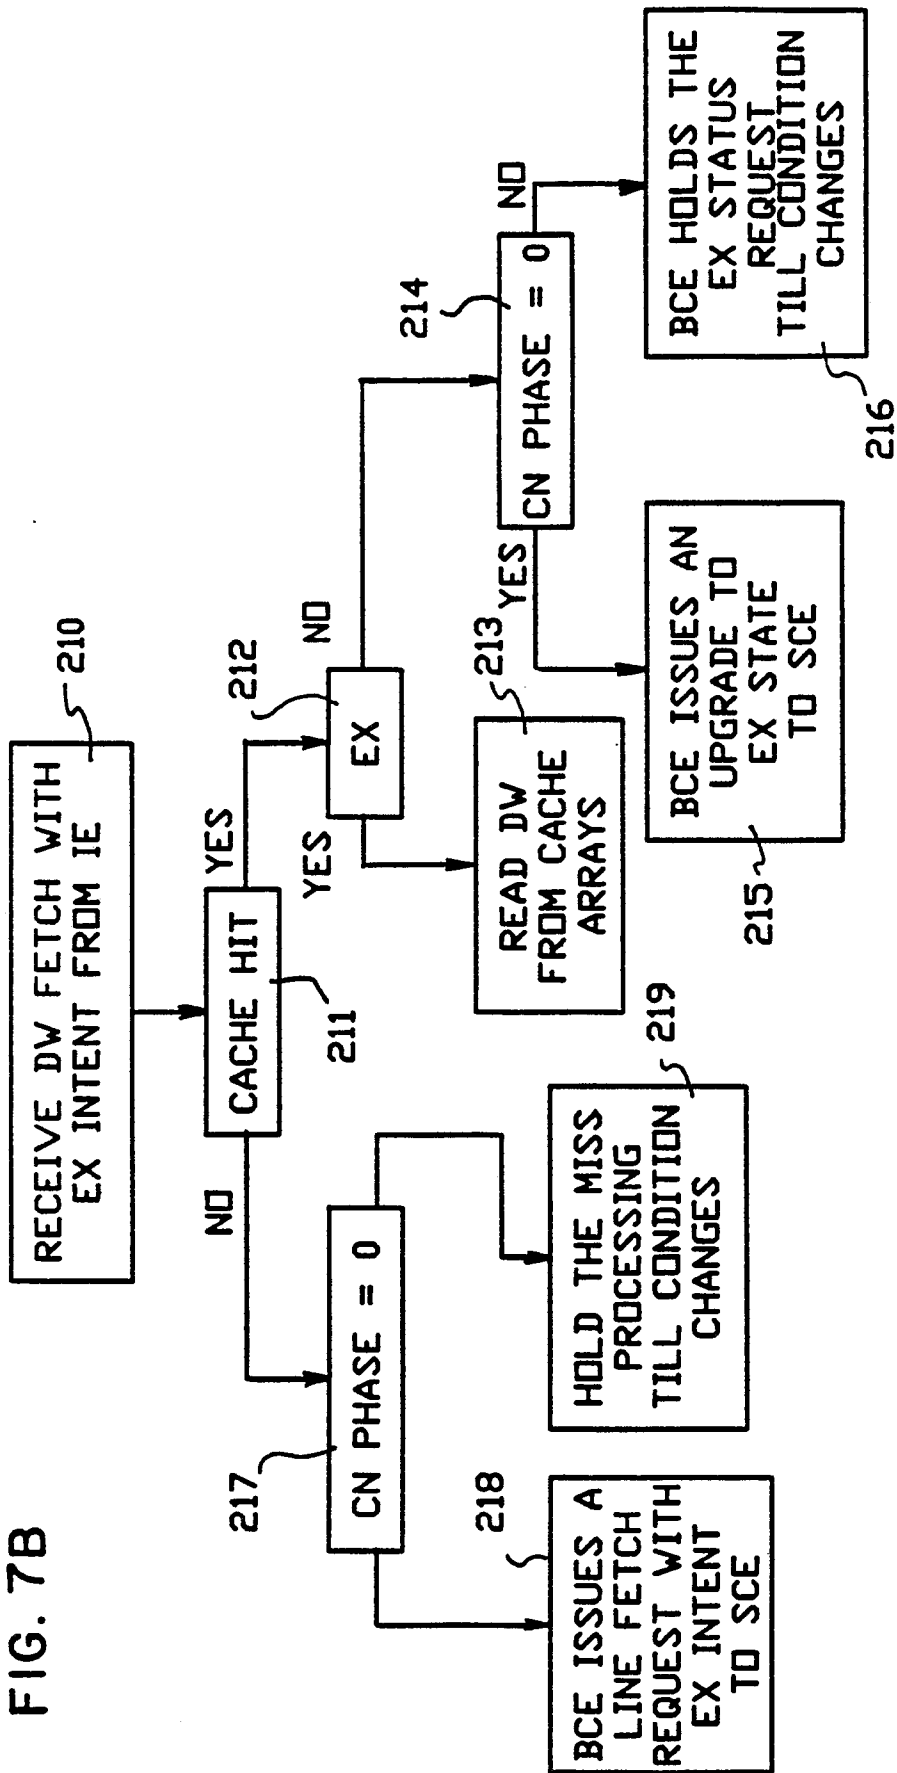 FIG. 7B
RECEIVE DW FETCH WITH
EX INTENT FROM IE
210
CACHE HIT
211
NO
YES
217
CN PHASE = 0
EX
212
YES
NO
218
BCE ISSUES A
LINE FETCH
REQUEST WITH
EX INTENT
TO SCE
HOLD THE MISS
PROCESSING
TILL CONDITION
CHANGES
219
READ DW
FROM CACHE
ARRAYS
213
CN PHASE = 0
214
YES
NO
BCE ISSUES AN
UPGRADE TO
EX STATE
TO SCE
215
BCE HOLDS THE
EX STATUS
REQUEST
TILL CONDITION
CHANGES
216